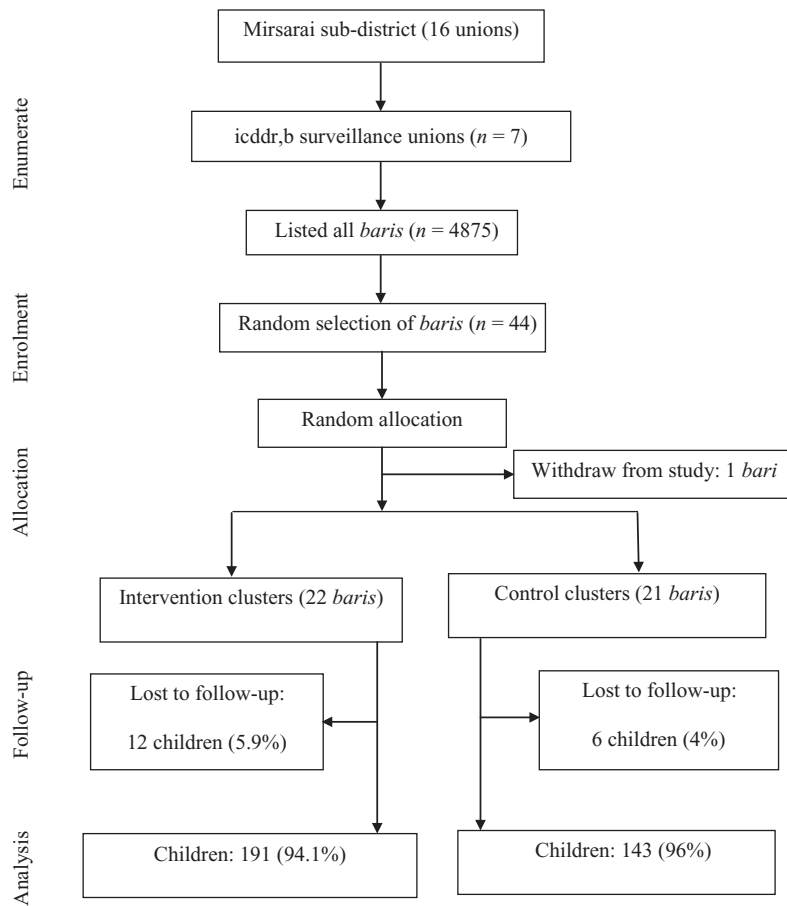 Mirsarai sub-district (16 unions)
Enumerate
icddr,b surveillance unions (n = 7)
Listed all baris (n = 4875)
Enrolment
Random selection of baris (n = 44)
Random allocation
Allocation
Withdraw from study: 1 bari
Intervention clusters (22 baris)
Control clusters (21 baris)
Follow-up
Lost to follow-up:
12 children (5.9%)
Lost to follow-up:
6 children (4%)
Analysis
Children: 191 (94.1%)
Children: 143 (96%)